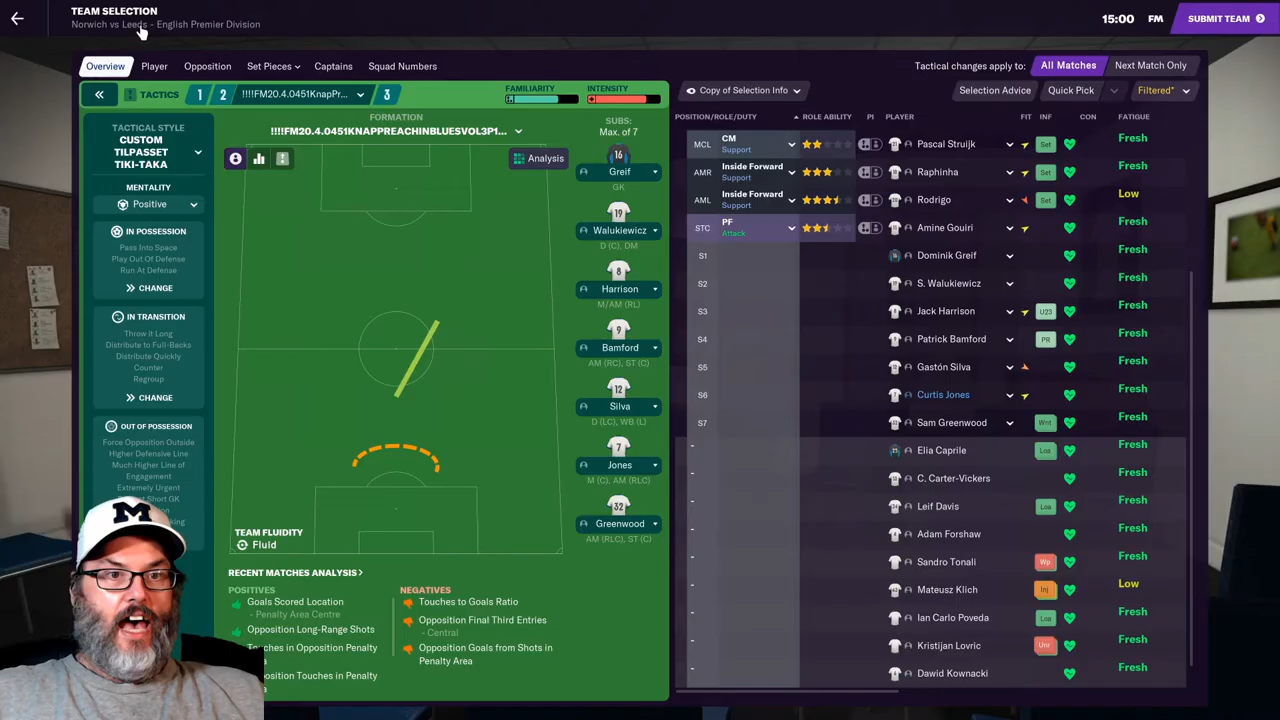 TEAM SELECTION
Norwich vs Leeds - English Premier Division
15:00
FM
SUBMIT TEAM
Overview
Player
Opposition
Set Pieces
Captains
Squad Numbers
Tactical changes apply to:
All Matches
Next Match Only
TACTICS
1
2
!!!!FM20.4.0451KnapPr...
3
FAMILIARITY
INTENSITY
Copy of Selection Info
Selection Advice
Quick Pick
Filtered*
TACTICAL STYLE
CUSTOM
TILPASSET
TIKI-TAKA
MENTALITY
Positive
IN POSSESSION
Pass Into Space
Play Out Of Defense
Run At Defense
CHANGE
IN TRANSITION
Throw it Long
Distribute to Full-Backs
Distribute Quickly
Counter
Regroup
CHANGE
OUT OF POSSESSION
Force Opposition Outside
Higher Defensive Line
Much Higher Line of
Engagement
Extremely Urgent
Short GK
FORMATION
!!!!FM20.4.0451KNAPPREACHINBLUESVOL3P1...
Analysis
TEAM FLUIDITY
Fluid
SUBS:
Max. of 7
16
Greif
GK
19
Walukiewicz
D (C), DM
8
Harrison
M/AM (RL)
9
Bamford
AM (RC), ST (C)
12
Silva
D (LC), WB (L)
7
Jones
M (C), AM (RLC)
32
Greenwood
AM (RLC), ST (C)
RECENT MATCHES ANALYSIS
POSITIVES
Goals Scored Location
- Penalty Area Centre
Opposition Long-Range Shots
Touches in Opposition Penalty
position Touches in Penalty
NEGATIVES
Touches to Goals Ratio
Opposition Final Third Entries
- Central
Opposition Goals from Shots in
Penalty Area
POSITION/ROLE/DUTY ROLE ABILITY PI PLAYER FIT INF CON FATIGUE
MCL CM Support Pascal Struijk Set Fresh
AMR Inside Forward Support Raphinha Set Fresh
AML Inside Forward Support Rodrigo Set Low
STC PF Attack Amine Gouiri Fresh
S1 Dominik Greif Fresh
S2 S. Walukiewicz Fresh
S3 Jack Harrison U23 Fresh
S4 Patrick Bamford PR Fresh
S5 Gastón Silva Fresh
S6 Curtis Jones Fresh
S7 Sam Greenwood Wnt Fresh
- Elia Caprile Loa Fresh
- C. Carter-Vickers Fresh
- Leif Davis Loa Fresh
- Adam Forshaw Fresh
- Sandro Tonali Wp Fresh
- Mateusz Klich Inj Low
- Ian Carlo Poveda Loa Fresh
- Kristijan Lovric Unr Fresh
- Dawid Kownacki Fresh
M